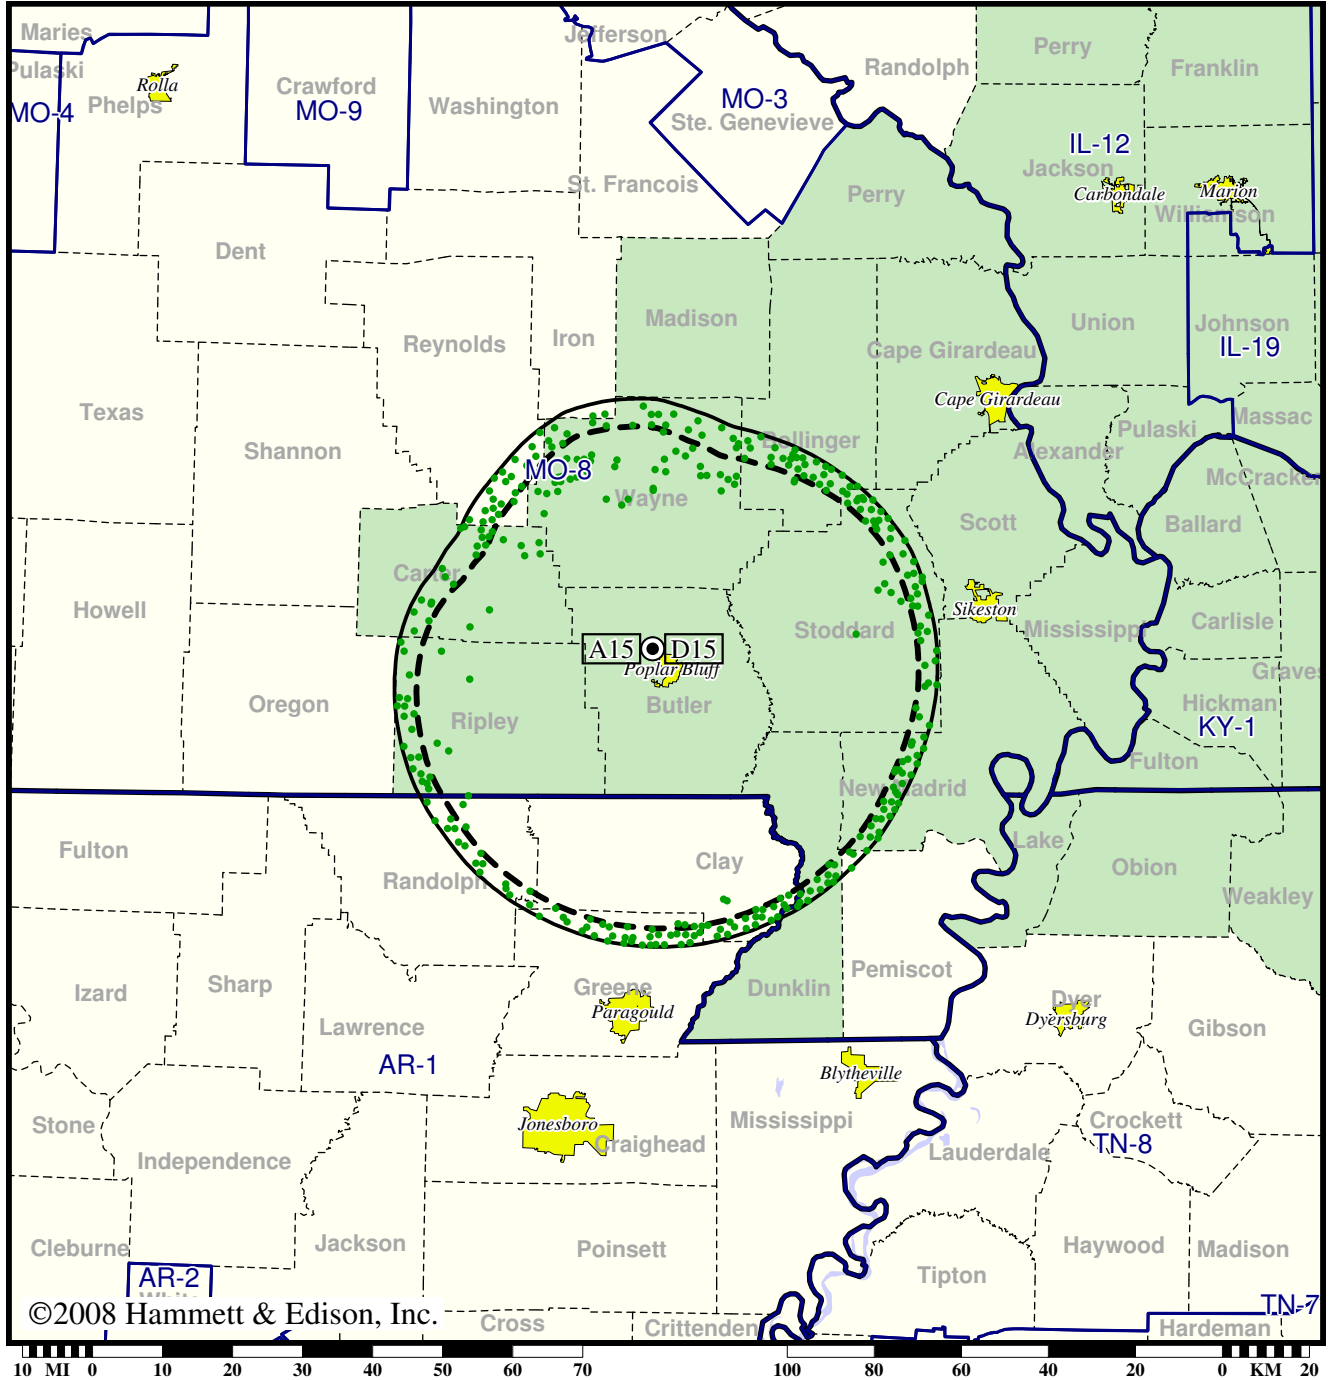 Maries
Jefferson
Perry
Randolph
Franklin
Pulaski
Rolla
Crawford
Phelps
MO-4
MO-9
Washington
MO-3
Ste. Genevieve
IL-12
Jackson
St. Francois
Perry
Carbondale
Marion
Williamson
Dent
Madison
Union
Johnson
IL-19
Reynolds
Iron
Cape Girardeau
Cape Girardeau
Texas
Massac
Shannon
Bollinger
Pulaski
Alexander
MO-8
Wayne
McCracken
Scott
Ballard
Carter
Howell
Sikeston
Stoddard
Mississippi
Carlisle
A15
D15
Poplar Bluff
Graves
Oregon
Ripley
Butler
Hickman
KY-1
Fulton
New Madrid
Fulton
Clay
Lake
Obion
Randolph
Weakley
Izard
Sharp
Greene
Dunklin
Pemiscot
Paragould
Dyer
Dyersburg
Lawrence
Gibson
AR-1
Blytheville
Stone
Jonesboro
Craighead
Mississippi
Crockett
TN-8
Lauderdale
Independence
Cleburne
Jackson
Poinsett
Haywood
Madison
AR-2
White
Tipton
TN-7
©2008 Hammett & Edison, Inc.
Cross
Crittenden
Hardeman
10 MI 0 10 20 30 40 50 60 70 100 80 60 40 20 0 KM 20